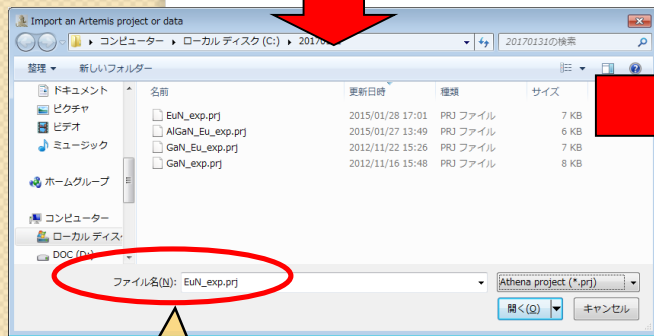 Import an Artemis project or data
コンピューター ▸ ローカル ディスク (C:) ▸
20170131の検索
整理 ▼ 新しいフォルダー
ドキュメント
ピクチャ
ビデオ
ミュージック
ホームグループ
コンピューター
ローカル ディス
DOC (D:)
名前 更新日時 種類 サイズ
EuN_exp.prj 2015/01/28 17:01 PRJ ファイル 7 KB
AlGaN_Eu_exp.prj 2015/01/27 13:49 PRJ ファイル 6 KB
GaN_Eu_exp.prj 2012/11/22 15:26 PRJ ファイル 7 KB
GaN_exp.prj 2012/11/16 15:48 PRJ ファイル 8 KB
ファイル名(N): EuN_exp.prj
Athena project (*.prj)
開く(O) キャンセル